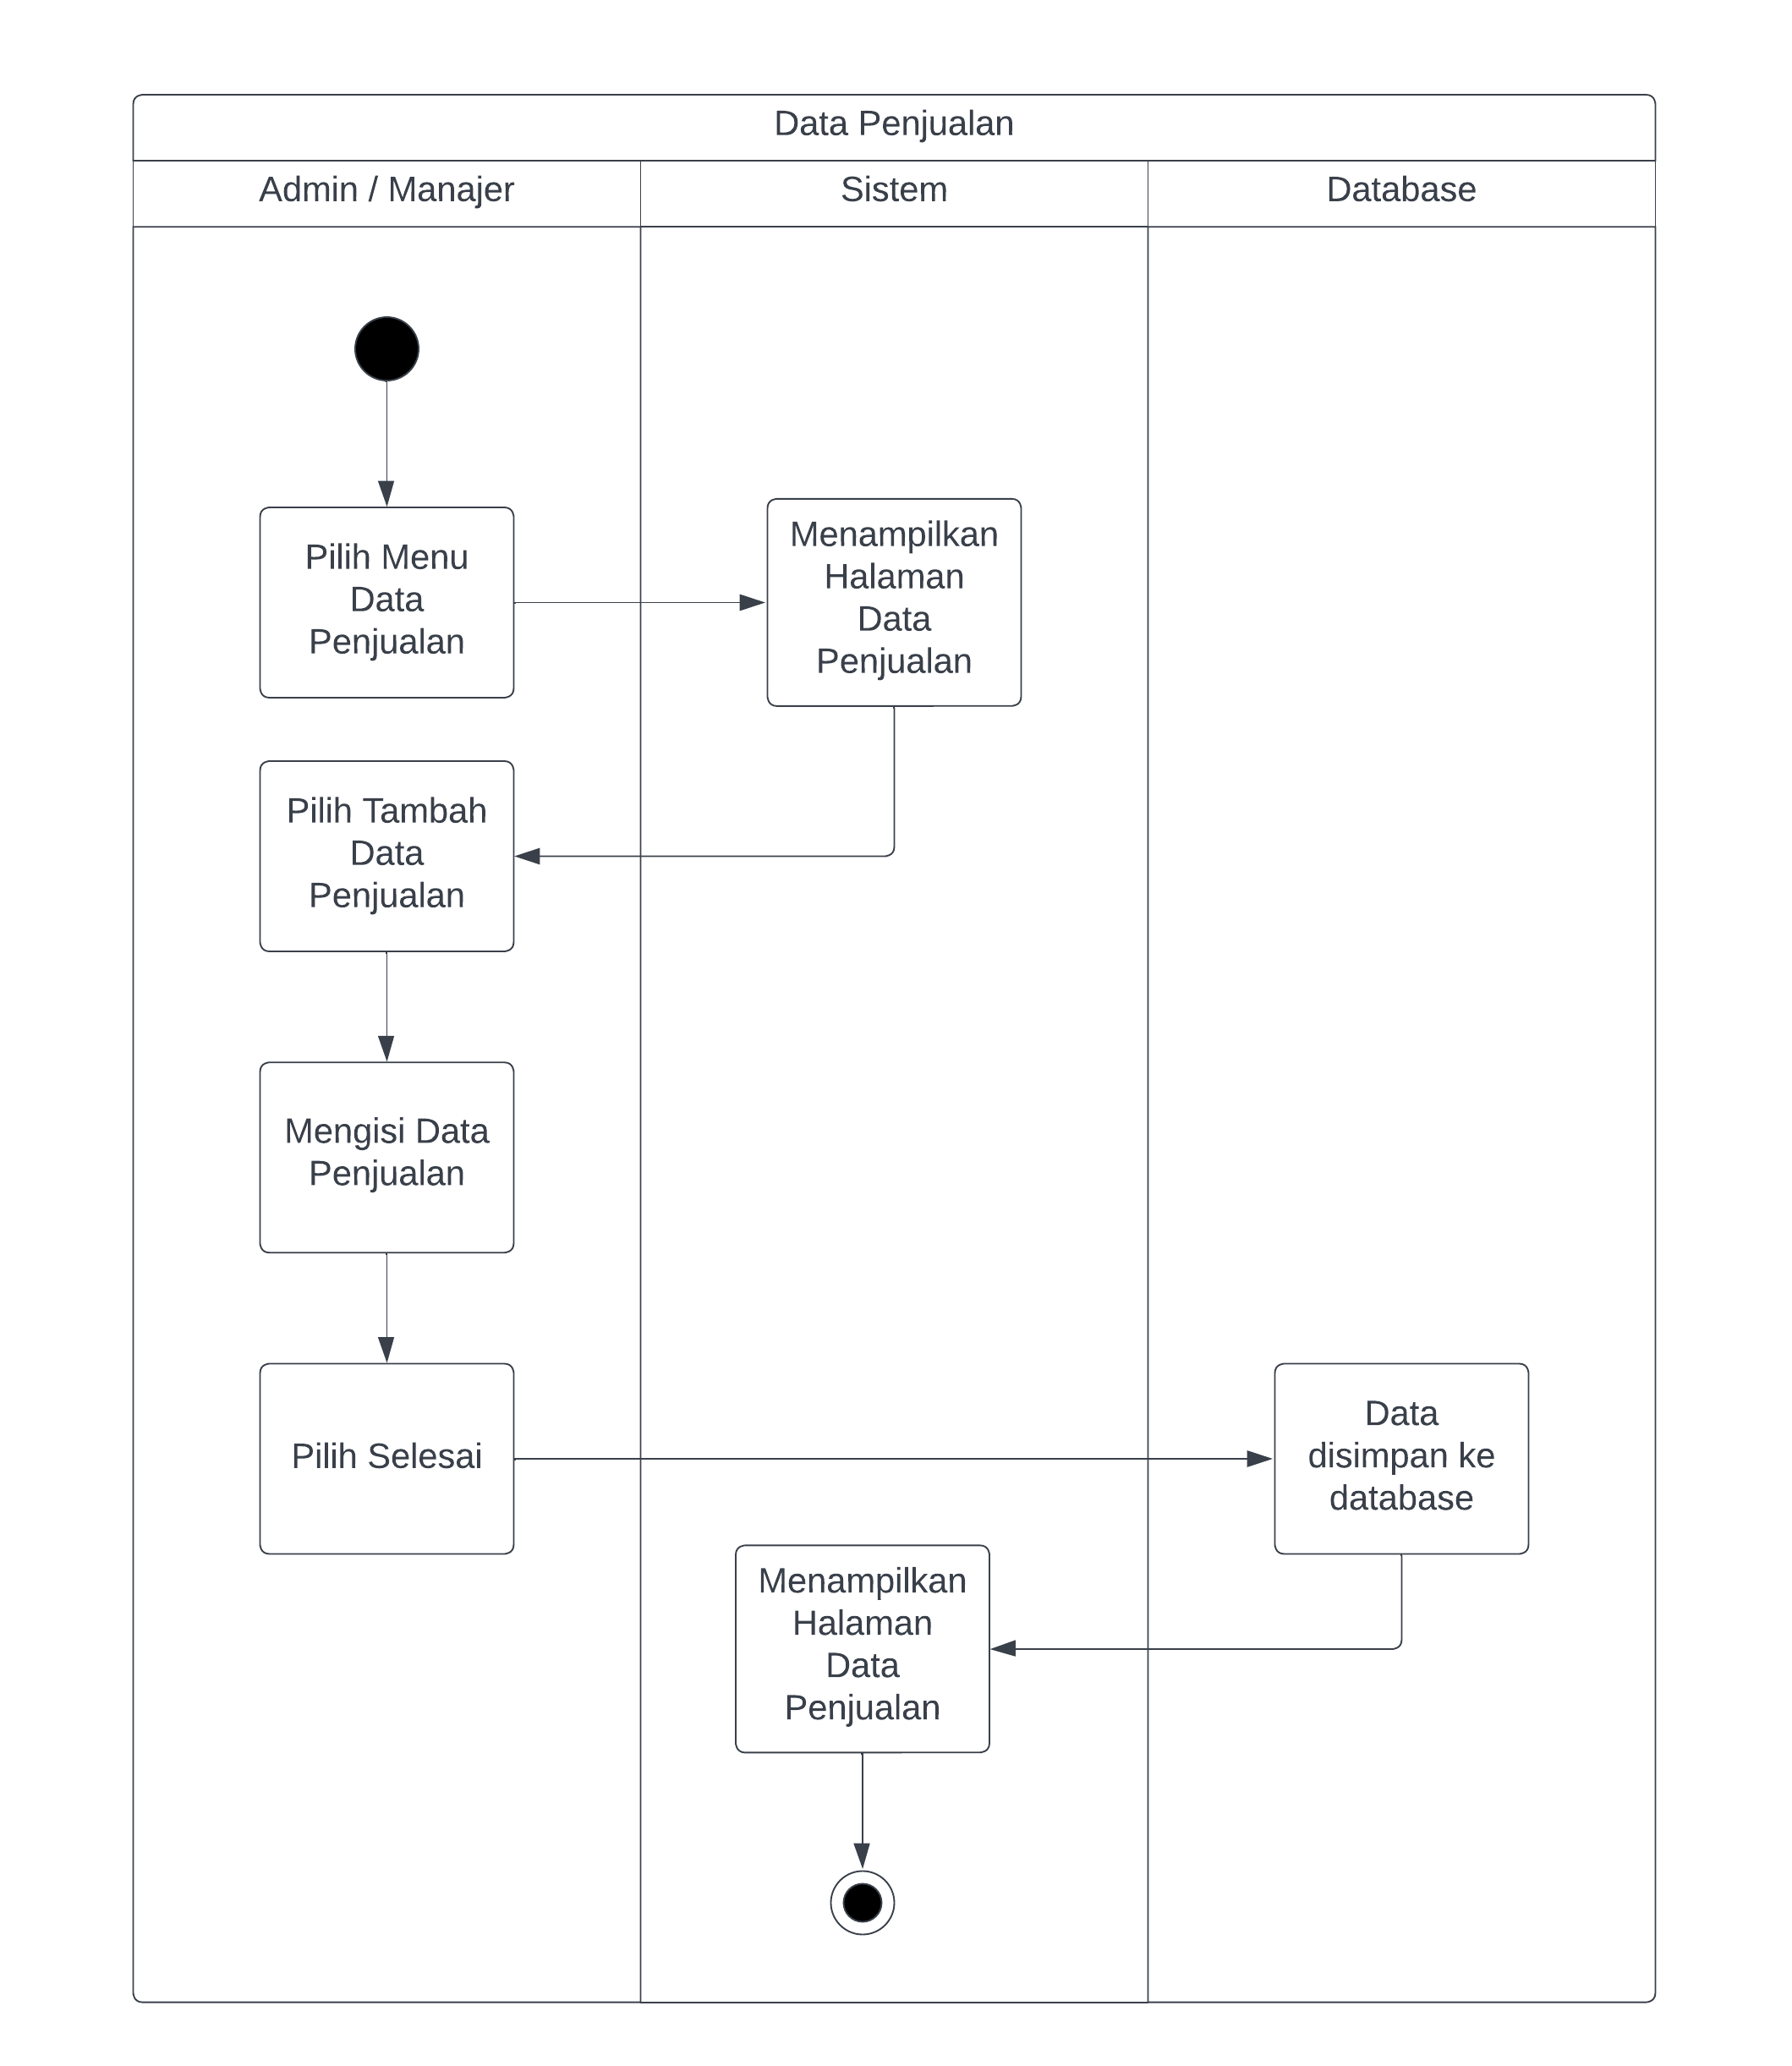 Data Penjualan
Admin / Manajer
Sistem
Database
Pilih Menu
Data
Penjualan
Menampilkan
Halaman
Data
Penjualan
Pilih Tambah
Data
Penjualan
Mengisi Data
Penjualan
Pilih Selesai
Data
disimpan ke
database
Menampilkan
Halaman
Data
Penjualan